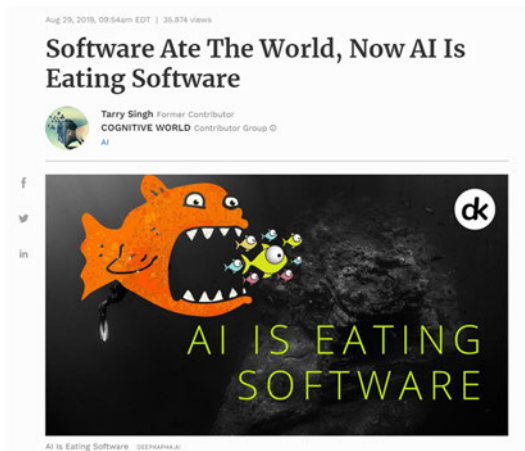 Aug 29, 2019, 09:54am EDT | 35,874 views
Software Ate The World, Now AI Is
Eating Software
Tarry Singh Former Contributor
COGNITIVE WORLD Contributor Group
AI
f
in
dk
AI IS EATING
SOFTWARE
AI Is Eating Software DEEPKAPHA.AI